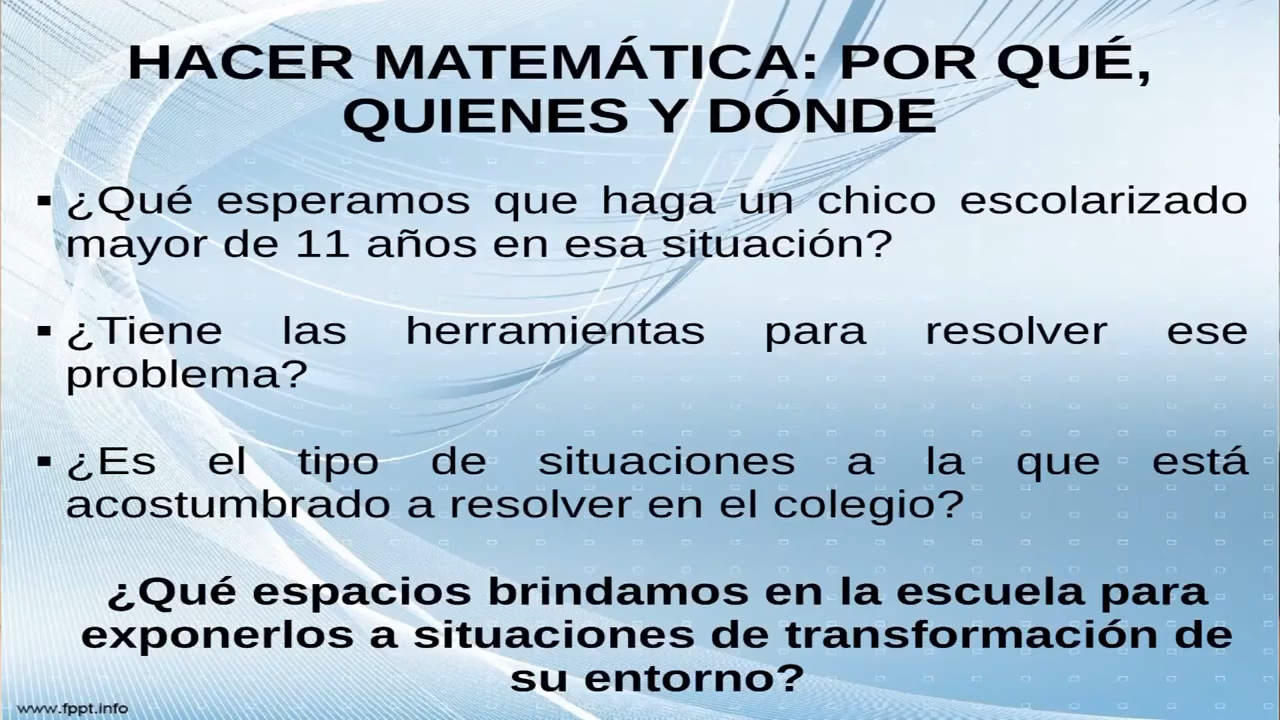 HACER MATEMÁTICA: POR QUÉ,
QUIENES Y DÓNDE
▪ ¿Qué esperamos que haga un chico escolarizado
mayor de 11 años en esa situación?
▪ ¿Tiene las herramientas para resolver ese
problema?
▪ ¿Es el tipo de situaciones a la que está
acostumbrado a resolver en el colegio?
¿Qué espacios brindamos en la escuela para
exponerlos a situaciones de transformación de
su entorno?
www.fppt.info